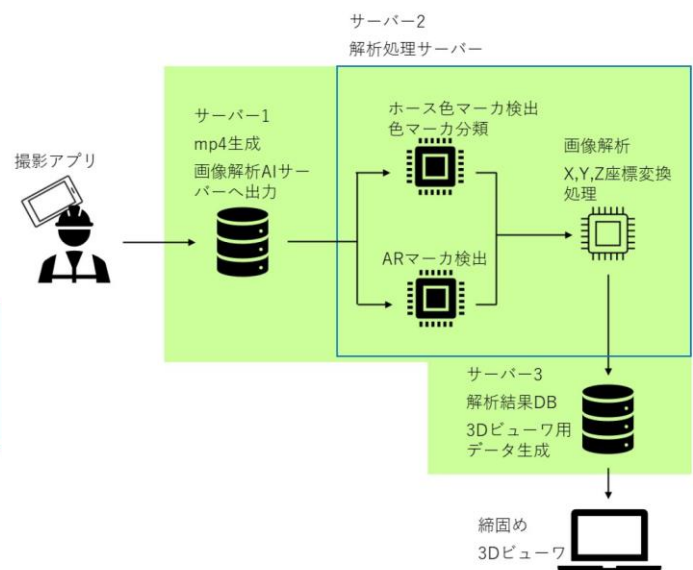 サーバー2
解析処理サーバー
サーバー1
mp4生成
画像解析AIサー
バーへ出力
撮影アプリ
ホース色マーカ検出
色マーカ分類
画像解析
X,Y,Z座標変換
処理
ARマーカ検出
サーバー3
解析結果DB
3Dビューワ用
データ生成
締固め
3Dビューワ